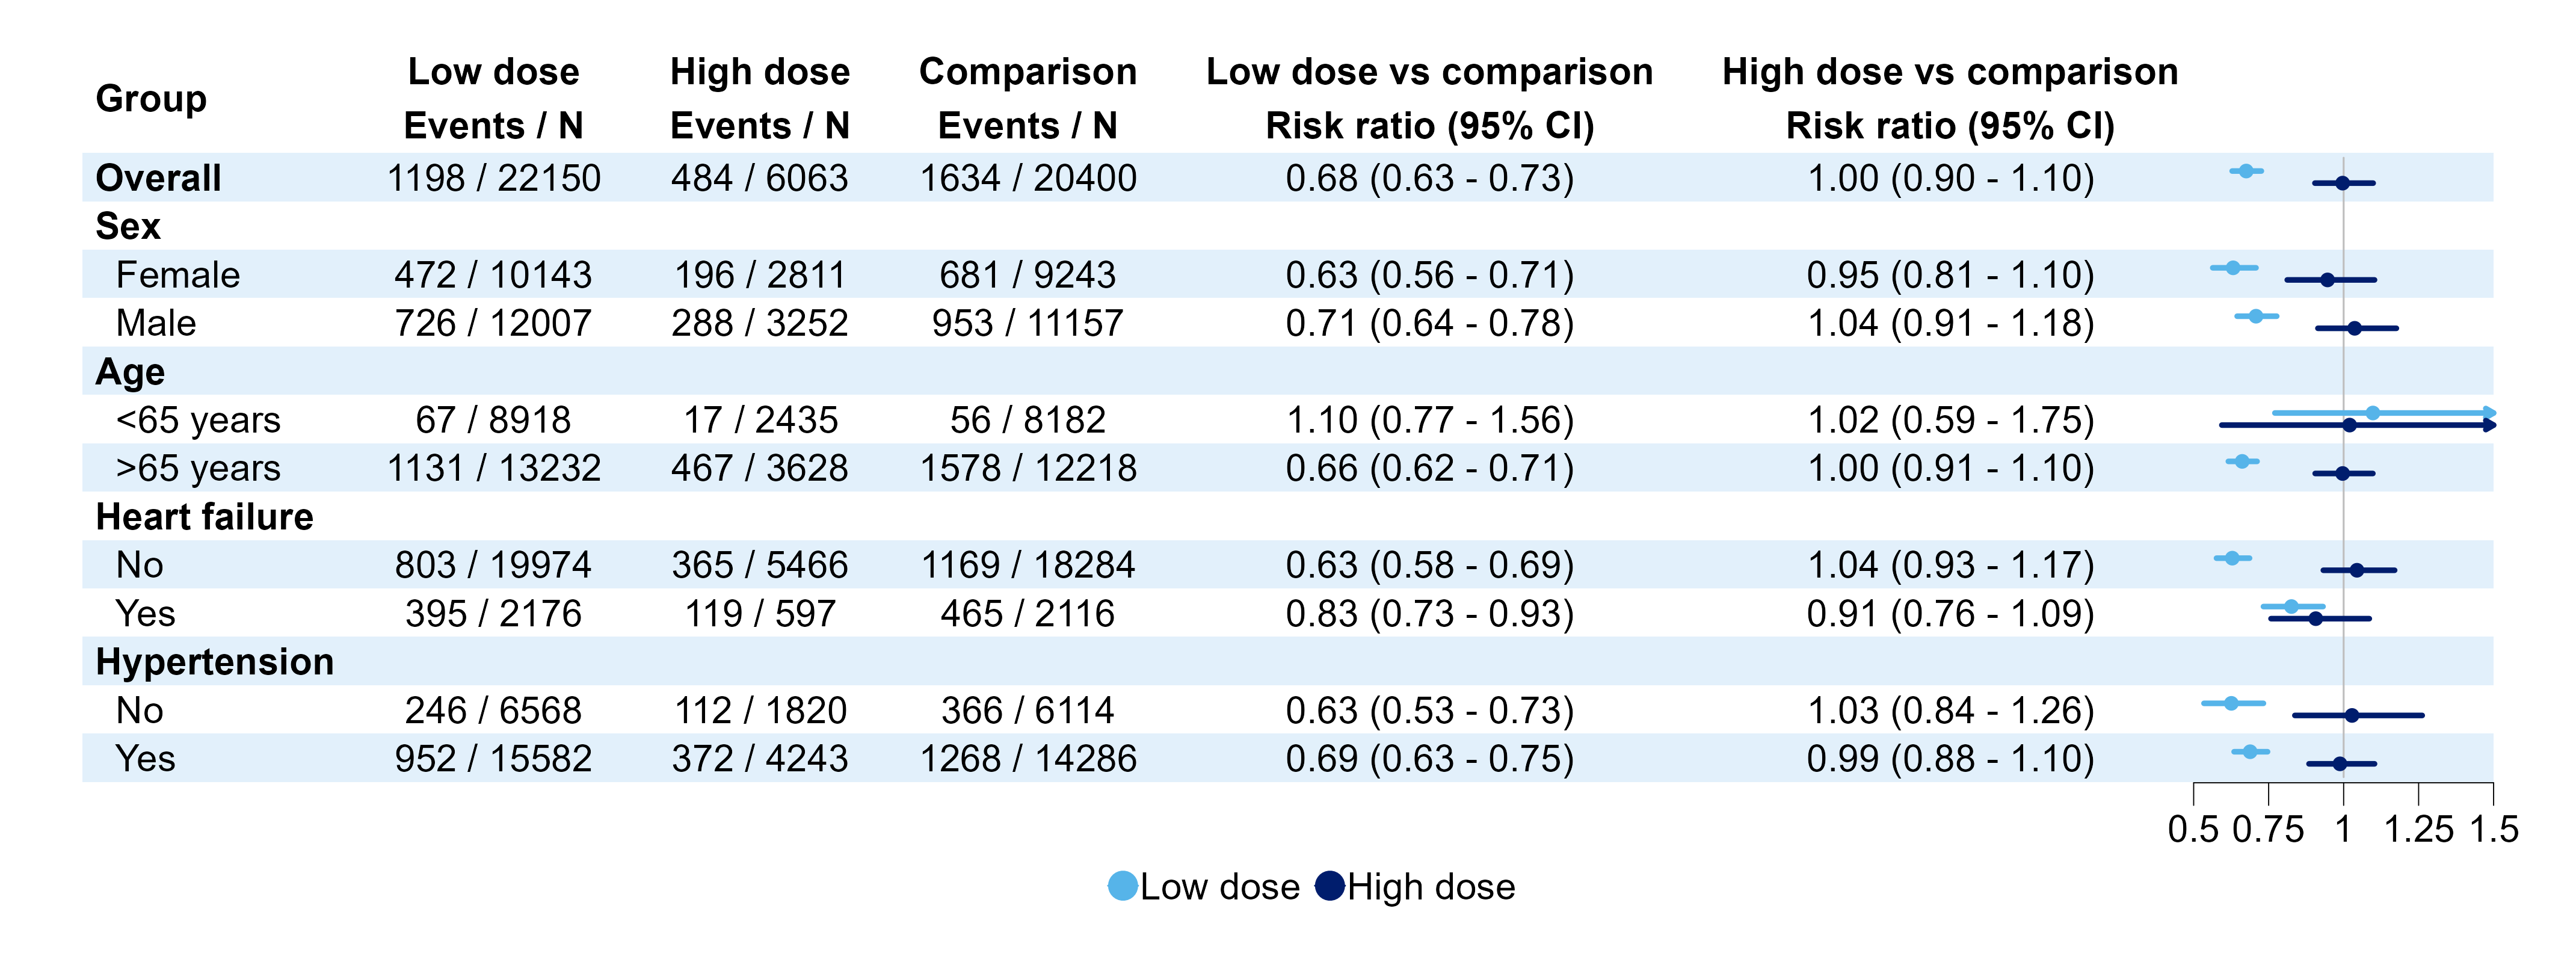 Group Low dose High dose Comparison Low dose vs comparison High dose vs comparison
Events / N Events / N Events / N Risk ratio (95% CI) Risk ratio (95% CI)
Overall 1198 / 22150 484 / 6063 1634 / 20400 0.68 (0.63 - 0.73) 1.00 (0.90 - 1.10)
Sex
Female 472 / 10143 196 / 2811 681 / 9243 0.63 (0.56 - 0.71) 0.95 (0.81 - 1.10)
Male 726 / 12007 288 / 3252 953 / 11157 0.71 (0.64 - 0.78) 1.04 (0.91 - 1.18)
Age
<65 years 67 / 8918 17 / 2435 56 / 8182 1.10 (0.77 - 1.56) 1.02 (0.59 - 1.75)
>65 years 1131 / 13232 467 / 3628 1578 / 12218 0.66 (0.62 - 0.71) 1.00 (0.91 - 1.10)
Heart failure
No 803 / 19974 365 / 5466 1169 / 18284 0.63 (0.58 - 0.69) 1.04 (0.93 - 1.17)
Yes 395 / 2176 119 / 597 465 / 2116 0.83 (0.73 - 0.93) 0.91 (0.76 - 1.09)
Hypertension
No 246 / 6568 112 / 1820 366 / 6114 0.63 (0.53 - 0.73) 1.03 (0.84 - 1.26)
Yes 952 / 15582 372 / 4243 1268 / 14286 0.69 (0.63 - 0.75) 0.99 (0.88 - 1.10)
0.5 0.75 1 1.25 1.5
Low dose High dose